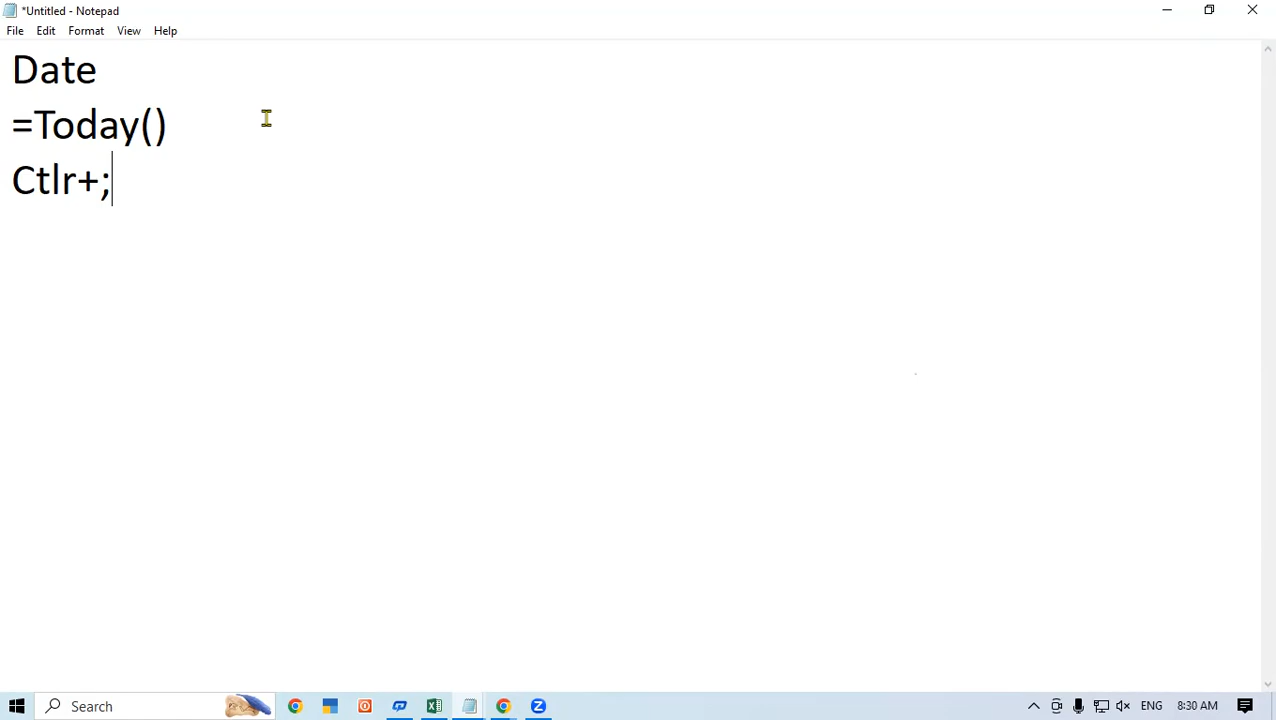 *Untitled - Notepad
File Edit Format View Help
Date
=Today()
Ctlr+;
Search
ENG 8:30 AM